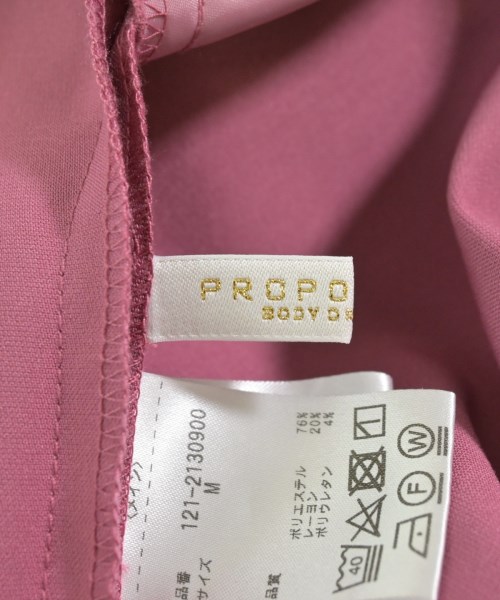 PROPO
BODY D
(メイン)
品番 121-2130900
サイズ M
品質
ポリエステル 76%
レーヨン 20%
ポリウレタン 4%
40
W